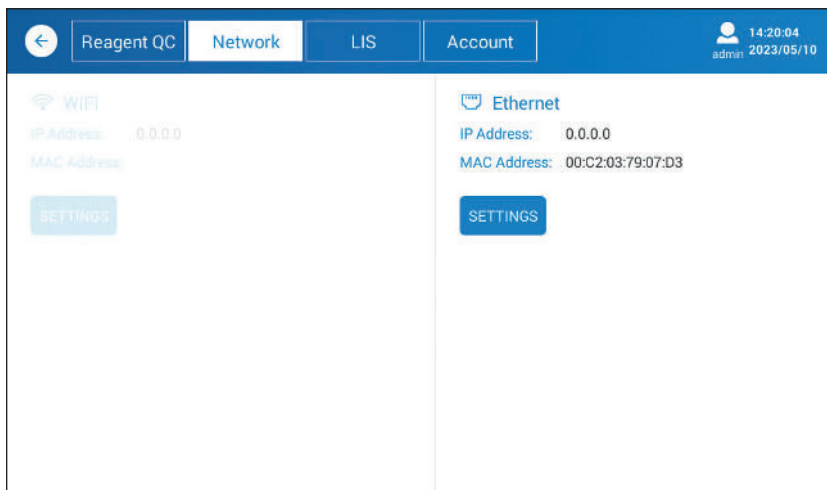 Reagent QC
Network
LIS
Account
14:20:04
admin 2023/05/10
WiFi
IP Address: 0.0.0.0
MAC Address:
SETTINGS
Ethernet
IP Address: 0.0.0.0
MAC Address: 00:C2:03:79:07:D3
SETTINGS